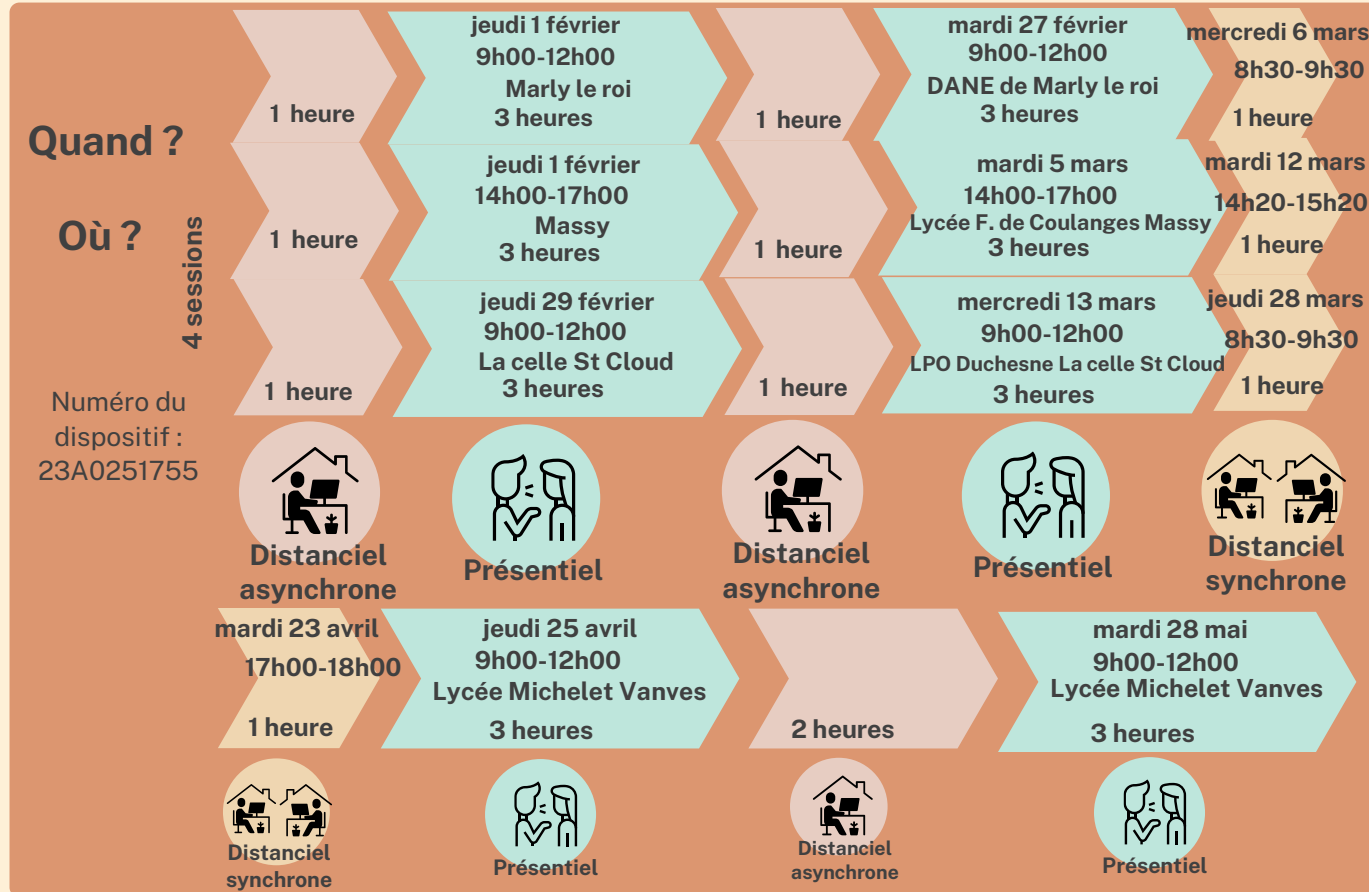 Quand ?
Où ?
4 sessions
Numéro du
dispositif :
23A0251755
1 heure
jeudi 1 février
9h00-12h00
Marly le roi
3 heures
1 heure
mardi 27 février
9h00-12h00
DANE de Marly le roi
3 heures
mercredi 6 mars
8h30-9h30
1 heure
1 heure
jeudi 1 février
14h00-17h00
Massy
3 heures
1 heure
mardi 5 mars
14h00-17h00
Lycée F. de Coulanges Massy
3 heures
mardi 12 mars
14h20-15h20
1 heure
1 heure
jeudi 29 février
9h00-12h00
La celle St Cloud
3 heures
1 heure
mercredi 13 mars
9h00-12h00
LPO Duchesne La celle St Cloud
3 heures
jeudi 28 mars
8h30-9h30
1 heure
Distanciel
asynchrone
Présentiel
Distanciel
asynchrone
Présentiel
Distanciel
synchrone
mardi 23 avril
17h00-18h00
1 heure
jeudi 25 avril
9h00-12h00
Lycée Michelet Vanves
3 heures
2 heures
mardi 28 mai
9h00-12h00
Lycée Michelet Vanves
3 heures
Distanciel
synchrone
Présentiel
Distanciel
asynchrone
Présentiel